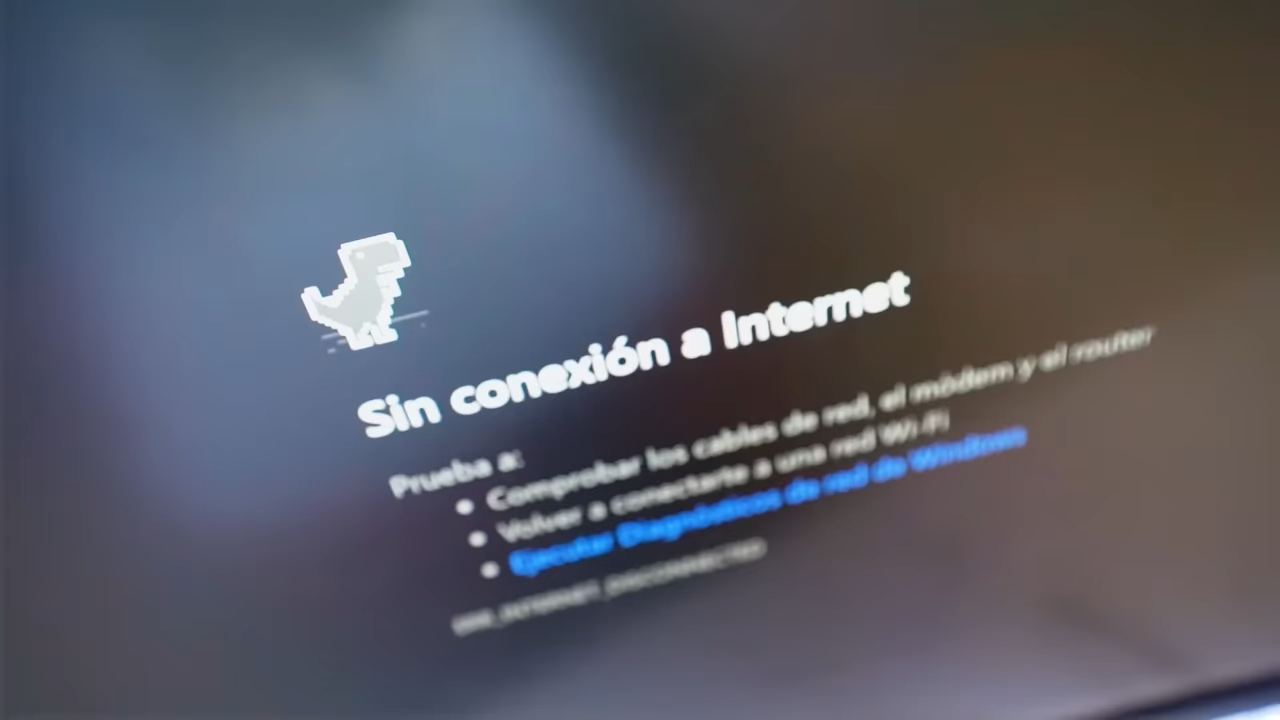 Sin conexión a Internet
Prueba a:
Comprobar los cables de red, el módem y el router
Volver a conectarte a una red Wi-Fi
Ejecutar Diagnósticos de red de Windows
ERR_INTERNET_DISCONNECTED